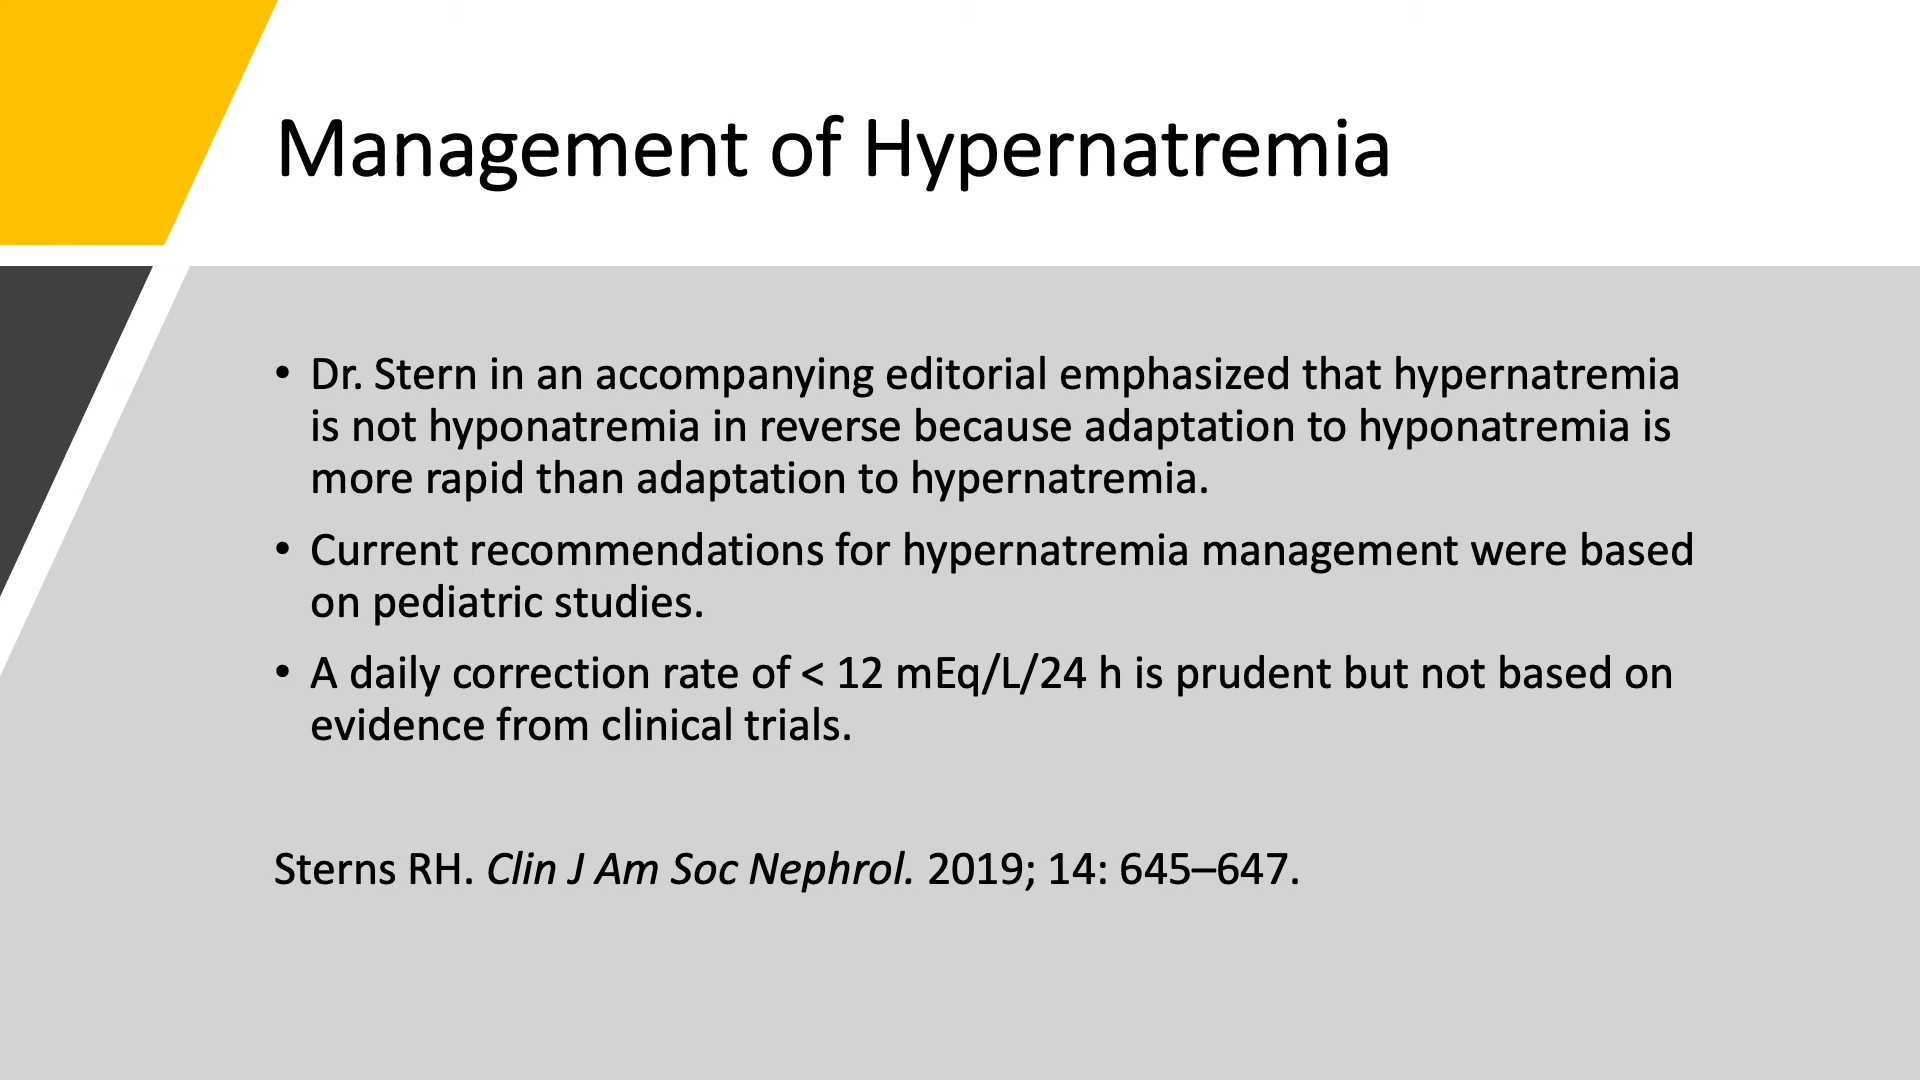 Management of Hypernatremia
• Dr. Stern in an accompanying editorial emphasized that hypernatremia
is not hyponatremia in reverse because adaptation to hyponatremia is
more rapid than adaptation to hypernatremia.
• Current recommendations for hypernatremia management were based
on pediatric studies.
• A daily correction rate of < 12 mEq/L/24 h is prudent but not based on
evidence from clinical trials.
Sterns RH. Clin J Am Soc Nephrol. 2019; 14: 645–647.